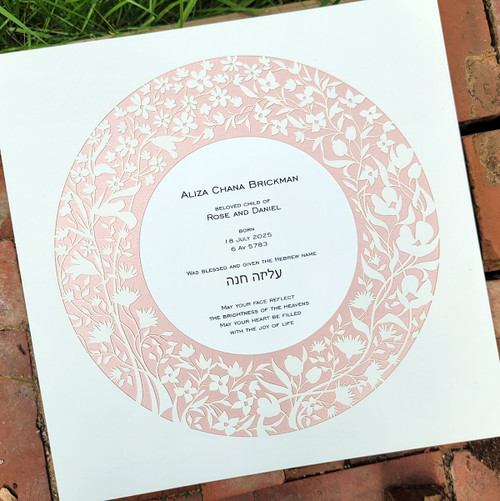 Aliza Chana Brickman
beloved child of
Rose and Daniel
born
18 July 2025
6 Av 5783
Was blessed and given the Hebrew name
עליזה חנה
May your face reflect
the brightness of the heavens
May your heart be filled
with the joy of life